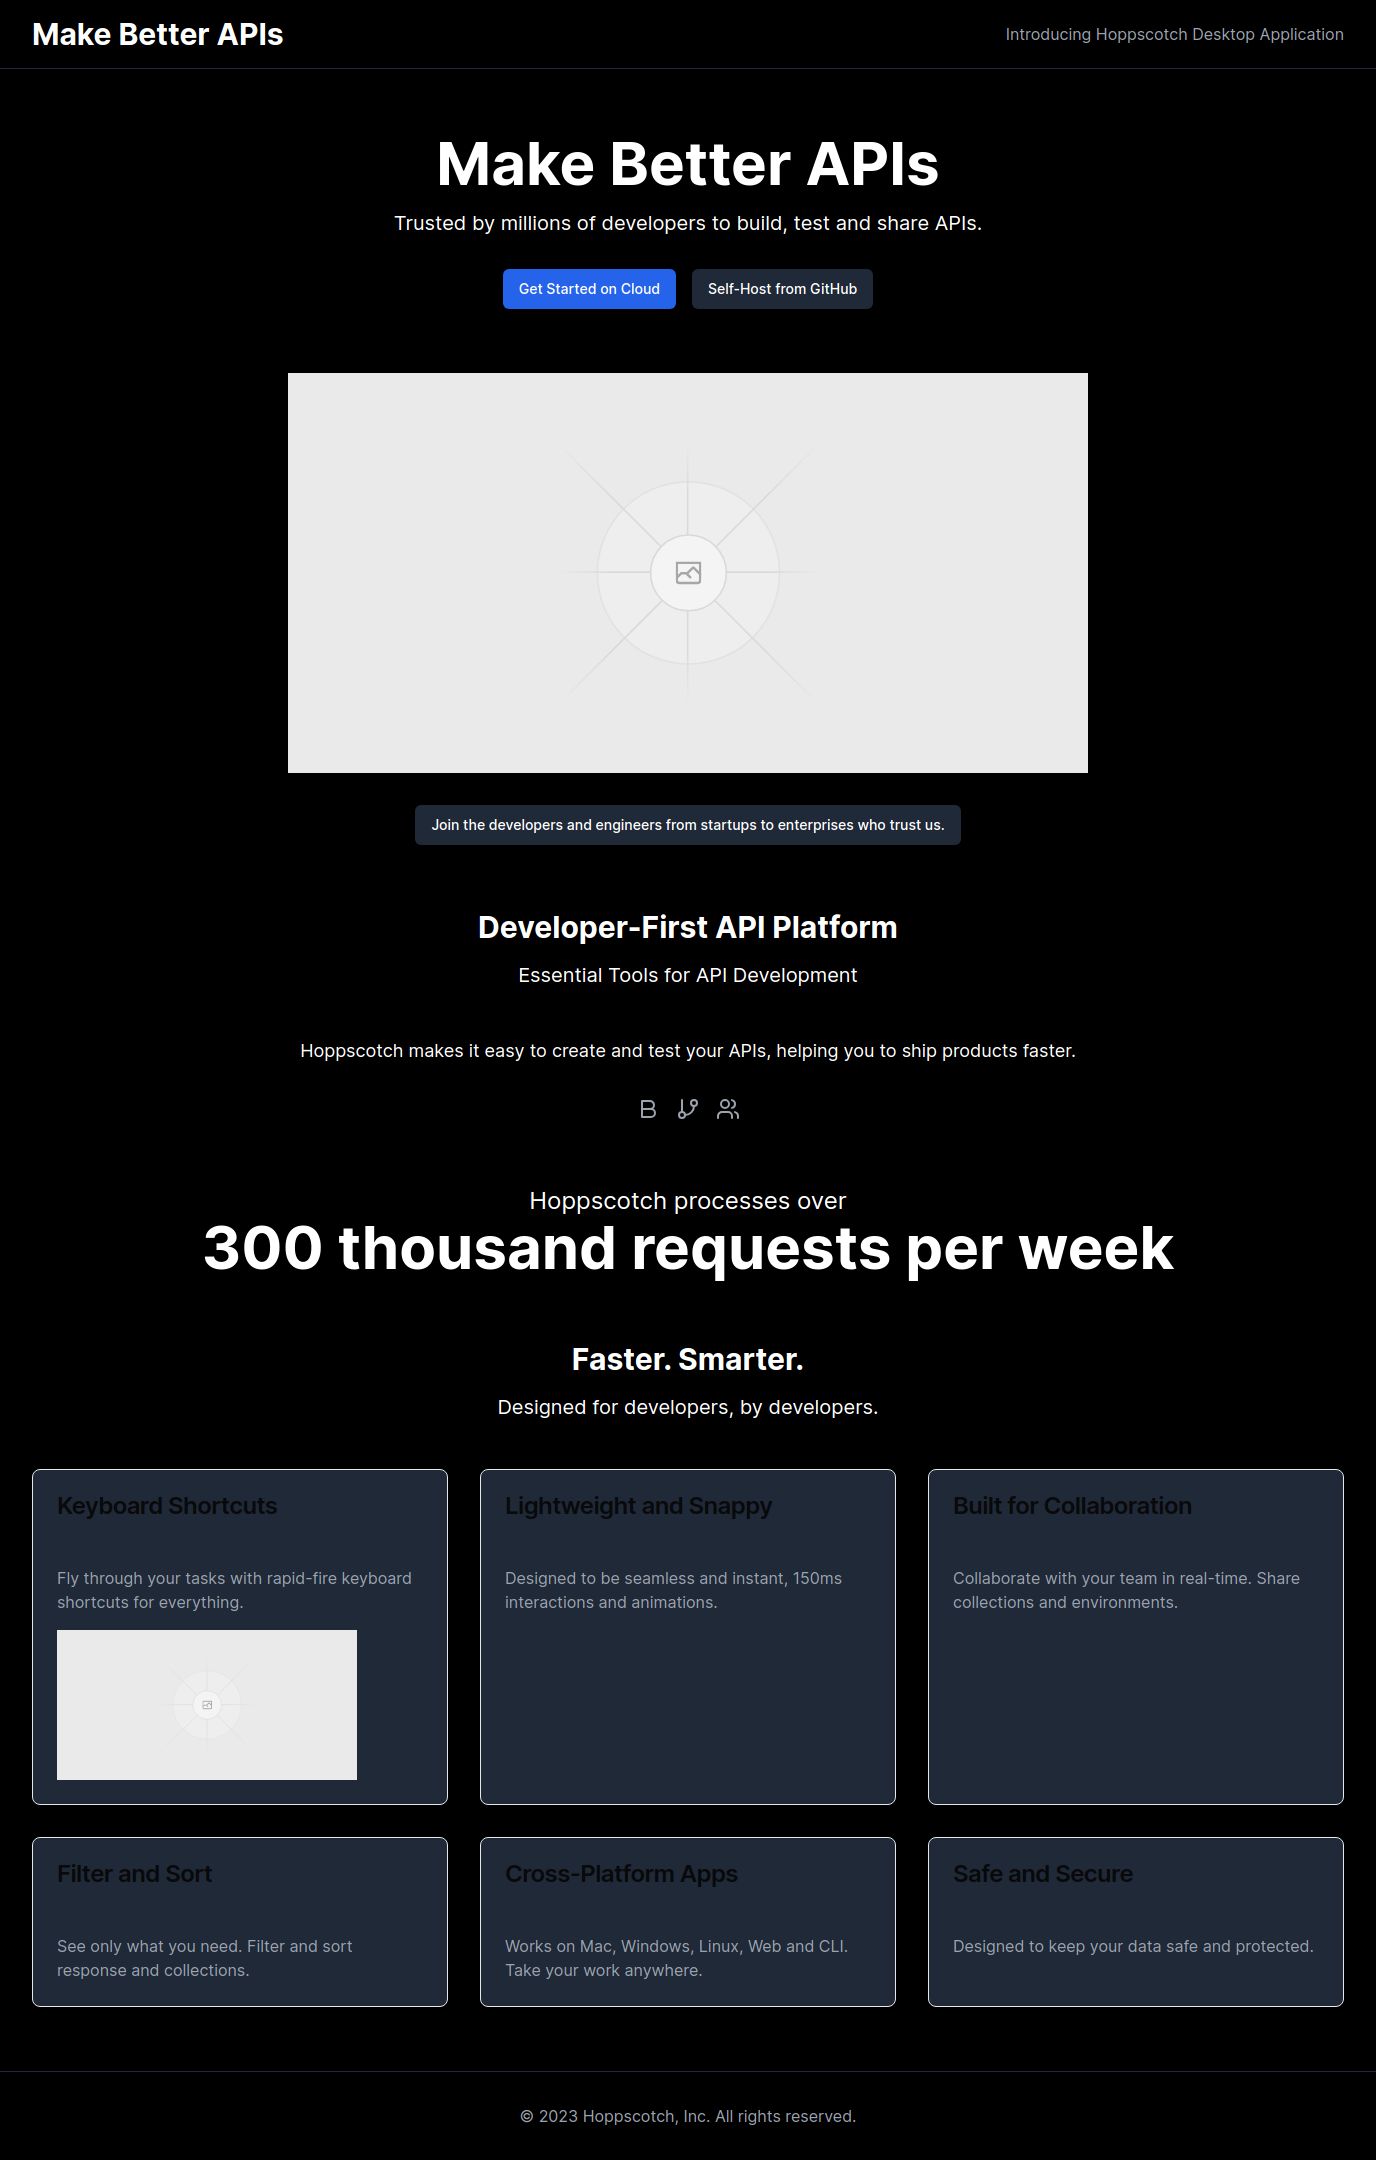 Make Better APIs
Introducing Hoppscotch Desktop Application
Make Better APIs
Trusted by millions of developers to build, test and share APIs.
Get Started on Cloud
Self-Host from GitHub
Join the developers and engineers from startups to enterprises who trust us.
Developer-First API Platform
Essential Tools for API Development
Hoppscotch makes it easy to create and test your APIs, helping you to ship products faster.
Hoppscotch processes over
300 thousand requests per week
Faster. Smarter.
Designed for developers, by developers.
Keyboard Shortcuts
Fly through your tasks with rapid-fire keyboard
shortcuts for everything.
Lightweight and Snappy
Designed to be seamless and instant, 150ms
interactions and animations.
Built for Collaboration
Collaborate with your team in real-time. Share
collections and environments.
Filter and Sort
See only what you need. Filter and sort
response and collections.
Cross-Platform Apps
Works on Mac, Windows, Linux, Web and CLI.
Take your work anywhere.
Safe and Secure
Designed to keep your data safe and protected.
© 2023 Hoppscotch, Inc. All rights reserved.